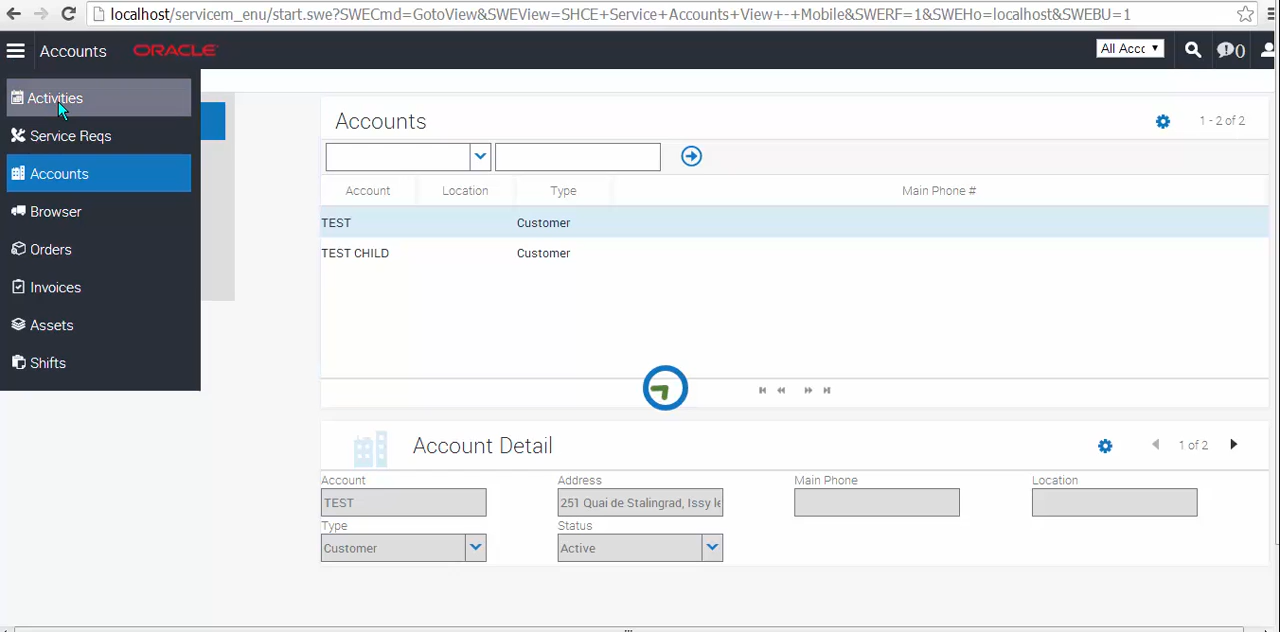 localhost/servicem_enu/start.swe?SWECmd=GotoView&SWEView=SHCE+Service+Accounts+View+-+Mobile&SWERF=1&SWEHo=localhost&SWEBU=1
Accounts ORACLE All Acc 0
Activities
Service Reqs
Accounts
Browser
Orders
Invoices
Assets
Shifts
Accounts 1 - 2 of 2
Account Location Type Main Phone #
TEST Customer
TEST CHILD Customer
Account Detail 1 of 2
Account Address Main Phone Location
TEST 251 Quai de Stalingrad, Issy le
Type Status
Customer Active